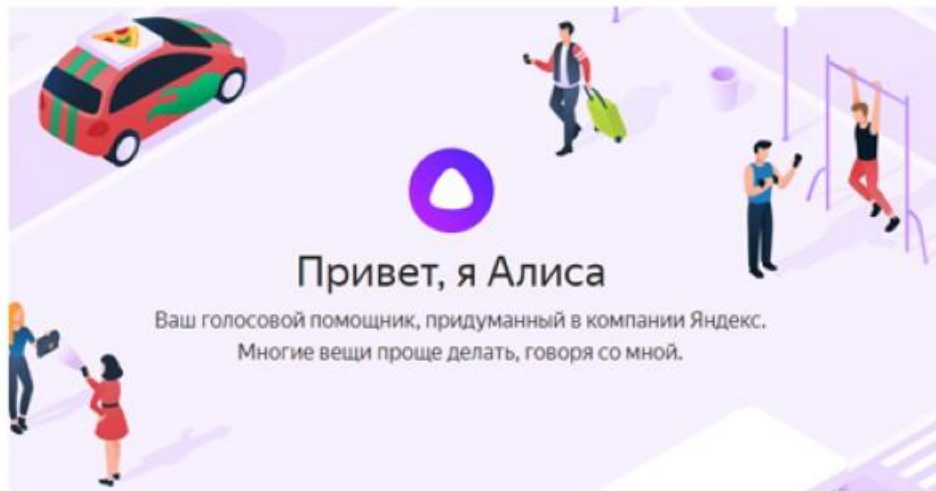 Привет, я Алиса
Ваш голосовой помощник, придуманный в компании Яндекс.
Многие вещи проще делать, говоря со мной.